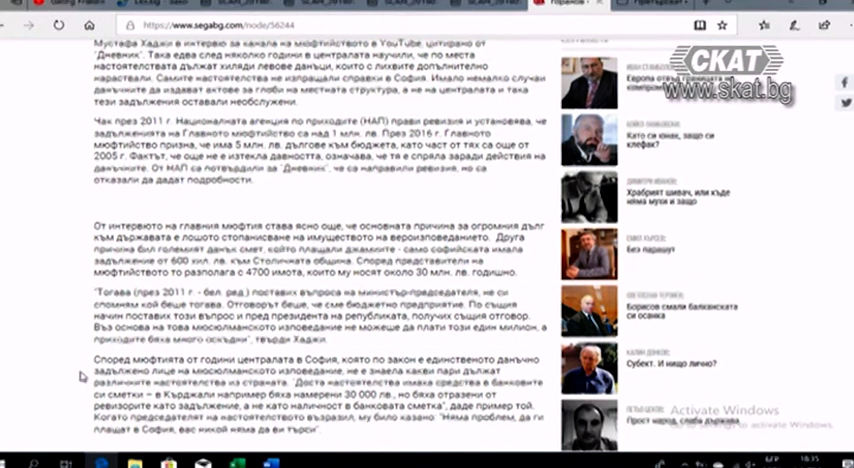 https://www.segabg.com/node/56244
СКАТ
www.skat.bg
Мустафа Хаджи в интервю за канала на мюфтийството в YouTube, цитирано от
"Дневник". Така едва след няколко години в централата научили, че по места
настоятелствата дължат хиляди левове данъци, които с лихвите допълнително
нараствали. Самите настоятелства не изпращали справки в София. Имало немалко случаи
данъчните да издават актове за глоби на местната структура, а не на централата и така
тези задължения оставали необслужени.
Чак през 2011 г. Националната агенция по приходите (НАП) прави ревизия и установява, че
задълженията на Главното мюфтийство са над 1 млн. лв. През 2016 г. Главното
мюфтийство призна, че има 5 млн. лв. дългове към бюджета, като част от тях са още от
2005 г. Фактът, че още не е изтекла давността, означава, че тя е спряла заради действия на
данъчните. От НАП са потвърдили за "Дневник", че са направили ревизия, но са
отказали да дадат подробности.
От интервюто на главния мюфтия става ясно още, че основната причина за огромния дълг
към държавата е лошото стопанисване на имуществото на вероизповеданието. Друга
причина бил големият данък смет, който плащали джамиите - само софийската имала
задължение от 600 хил. лв. към Столичната община. Според представители на
мюфтийството то разполага с 4700 имота, които му носят около 30 млн. лв. годишно.
"Тогава (през 2011 г. - бел. ред.) поставих въпроса на министър-председателя, не си
спомням кой беше тогава. Отговорът беше, че сме бюджетно предприятие. По същия
начин поставих този въпрос и пред президента на републиката, получих същия отговор.
Въз основа на това мюсюлманското изповедание не можеше да плати този един милион, а
приходите бяха много оскъдни", твърди Хаджи.
Според мюфтията от години централата в София, която по закон е единственото данъчно
задължено лице на мюсюлманското изповедание, не е знаела какви пари дължат
различните настоятелства из страната. "Доста настоятелства имаха средства в банковите
си сметки – в Кърджали например бяха намерени 30 000 лв., но бяха отразени от
ревизорите като задължение, а не като наличност в банковата сметка", даде пример той.
Когато председателят на настоятелството възразил, му било казано: "Няма проблем, да ги
плащат в София, вас никой няма да ви търси".
Европа отвъд границата на
Като си юнак, защо си
клефак?
Храбрият шивач, или къде
няма мухи и защо
Без парашут
Борисов смали балканската
си осанка
Субект. И нищо лично?
Прост народ, слаба държава
Activate Windows
Go to Settings to activate Windows.
16:35